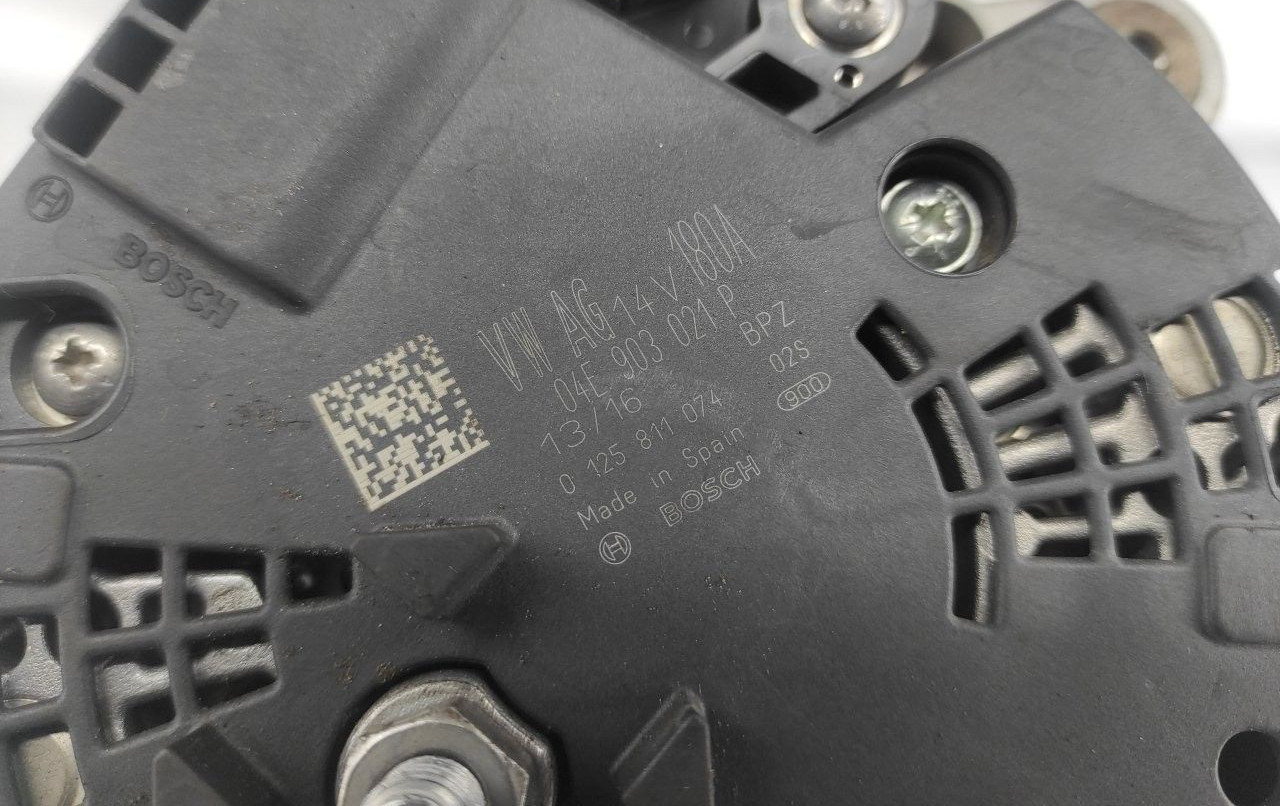 BOSCH
VW AG 14 V 180A
04E 903 021 P
13/16 BPZ
0 125 811 074 02S
Made in Spain 900
BOSCH